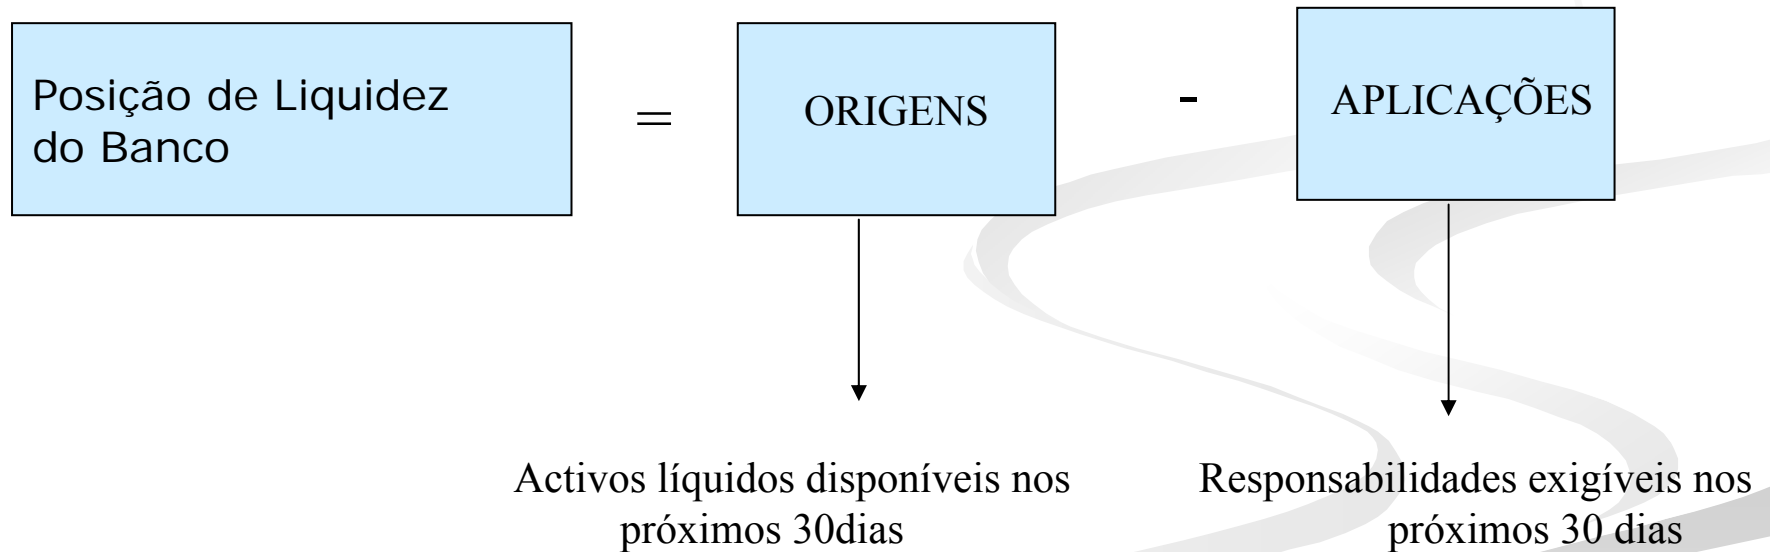 Posição de Liquidez
do Banco
=
ORIGENS
-
APLICAÇÕES
Activos líquidos disponíveis nos
próximos 30dias
Responsabilidades exigíveis nos
próximos 30 dias